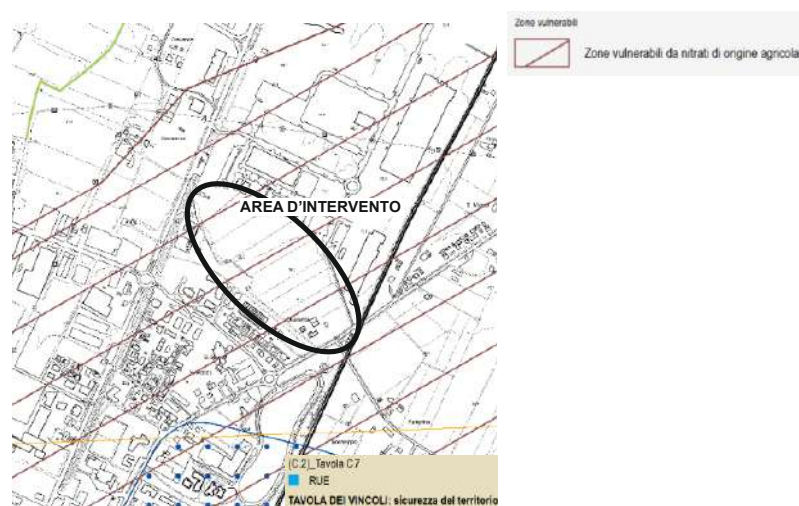 Zone vulnerabili
Zone vulnerabili da nitrati di origine agricola
AREA D'INTERVENTO
(C.2)_Tavola C.7
RUE
TAVOLA DEI VINCOLI: sicurezza del territorio